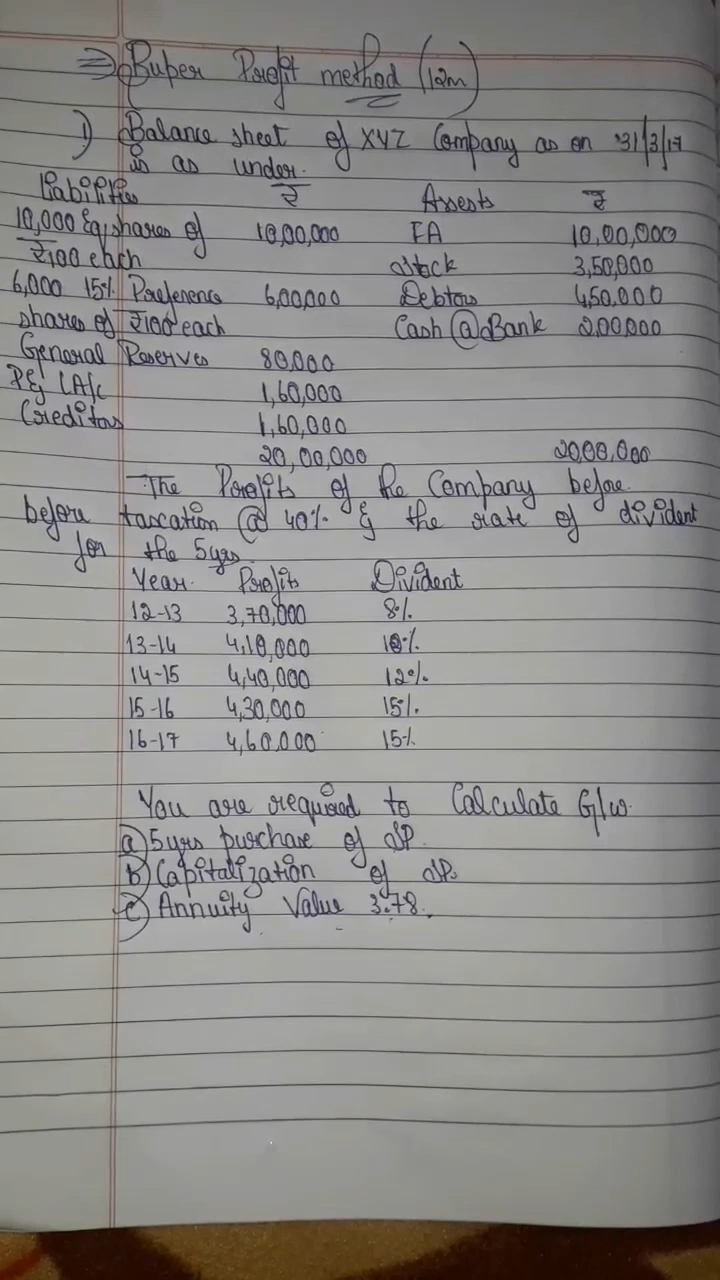 ⇒ Super Profit method (12m)
1) Balance sheet of XYZ Company as on 31/3/17
is as under.
Liabilities ₹ Assests ₹
10,000 Eq. shares of 10,00,000 FA 10,00,000
₹100 each
Stock 3,50,000
6,000 15% Preference 6,00,000 Debtors 4,50,000
shares of ₹100 each Cash @ Bank 2,00,000
General Reserves 80,000
P&L A/c 1,60,000
Creditors 1,60,000
20,00,000 20,00,000
The Profits of the Company before
before taxcation @ 40% & the rate of divident
for the 5yrs
Year Profits Divident
12-13 3,70,000 8%
13-14 4,10,000 10%
14-15 4,40,000 12%
15-16 4,30,000 15%
16-17 4,60,000 15%
You are required to Calculate G/w.
a) 5yrs purchase of SP.
b) Capitalization of SP.
c) Annuity Value 3.78.